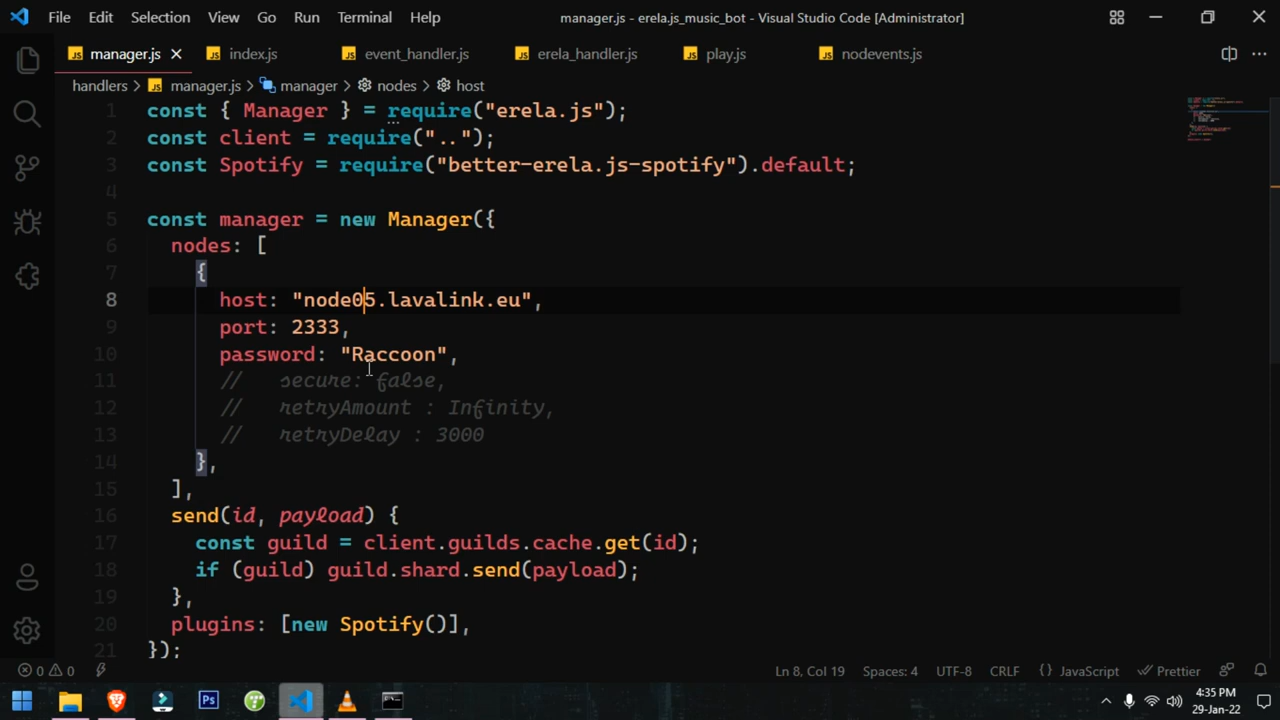 File Edit Selection View Go Run Terminal Help manager.js - erela.js_music_bot - Visual Studio Code [Administrator]
JS manager.js JS index.js JS event_handler.js JS erela_handler.js JS play.js JS nodevents.js
handlers > JS manager.js > manager > nodes > host
1 const { Manager } = require("erela.js");
2 const client = require("..");
3 const Spotify = require("better-erela.js-spotify").default;
4
5 const manager = new Manager({
6 nodes: [
7 {
8 host: "node05.lavalink.eu",
9 port: 2333,
10 password: "Raccoon",
11 // secure: false,
12 // retryAmount : Infinity,
13 // retryDelay : 3000
14 },
15 ],
16 send(id, payload) {
17 const guild = client.guilds.cache.get(id);
18 if (guild) guild.shard.send(payload);
19 },
20 plugins: [new Spotify()],
21 });
0 0 Ln 8, Col 19 Spaces: 4 UTF-8 CRLF {} JavaScript Prettier
Ps 4:35 PM
29-Jan-22